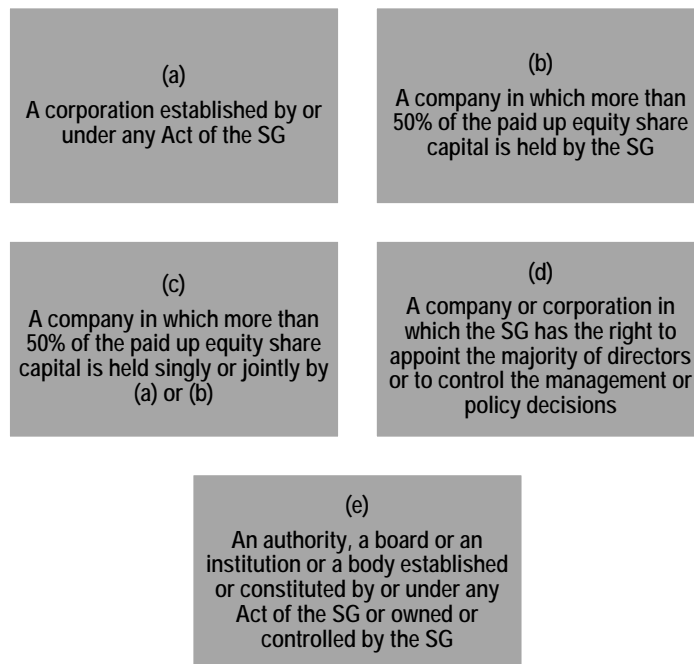 (a)
A corporation established by or
under any Act of the SG
(b)
A company in which more than
50% of the paid up equity share
capital is held by the SG
(c)
A company in which more than
50% of the paid up equity share
capital is held singly or jointly by
(a) or (b)
(d)
A company or corporation in
which the SG has the right to
appoint the majority of directors
or to control the management or
policy decisions
(e)
An authority, a board or an
institution or a body established
or constituted by or under any
Act of the SG or owned or
controlled by the SG